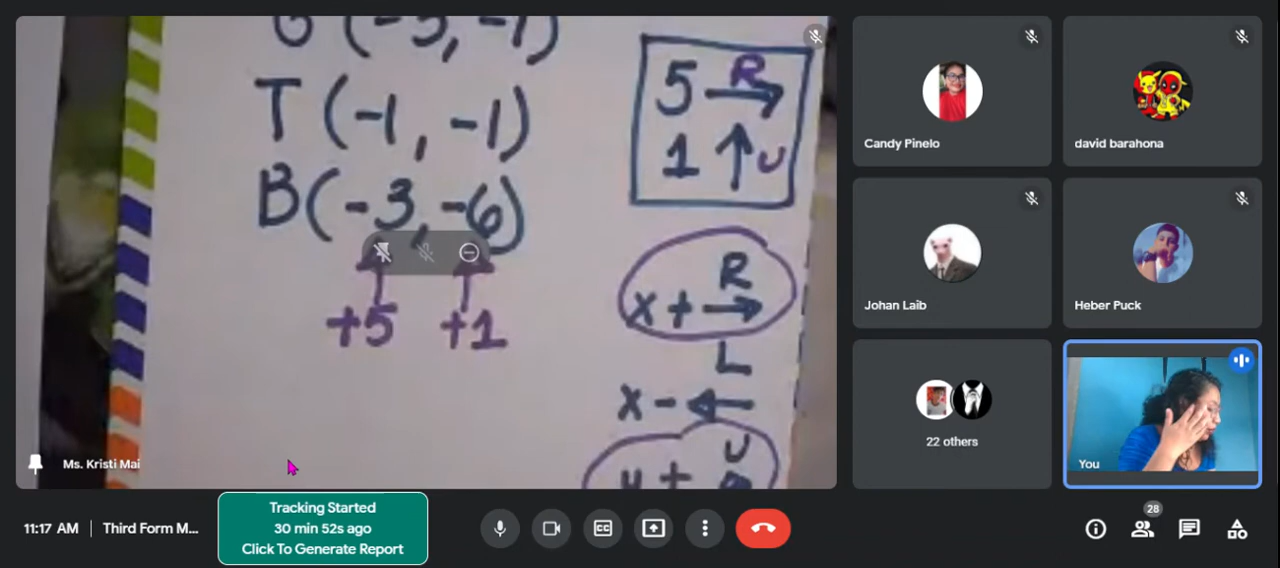 T (-1, -1)
B (-3, -6)
+5 +1
5 R →
1 ↑ U
R
x + →
L
x - ←
U
y +
Ms. Kristi Mai
Candy Pinelo
david barahona
Johan Laib
Heber Puck
22 others
You
11:17 AM | Third Form M...
Tracking Started
30 min 52s ago
Click To Generate Report
CC
28